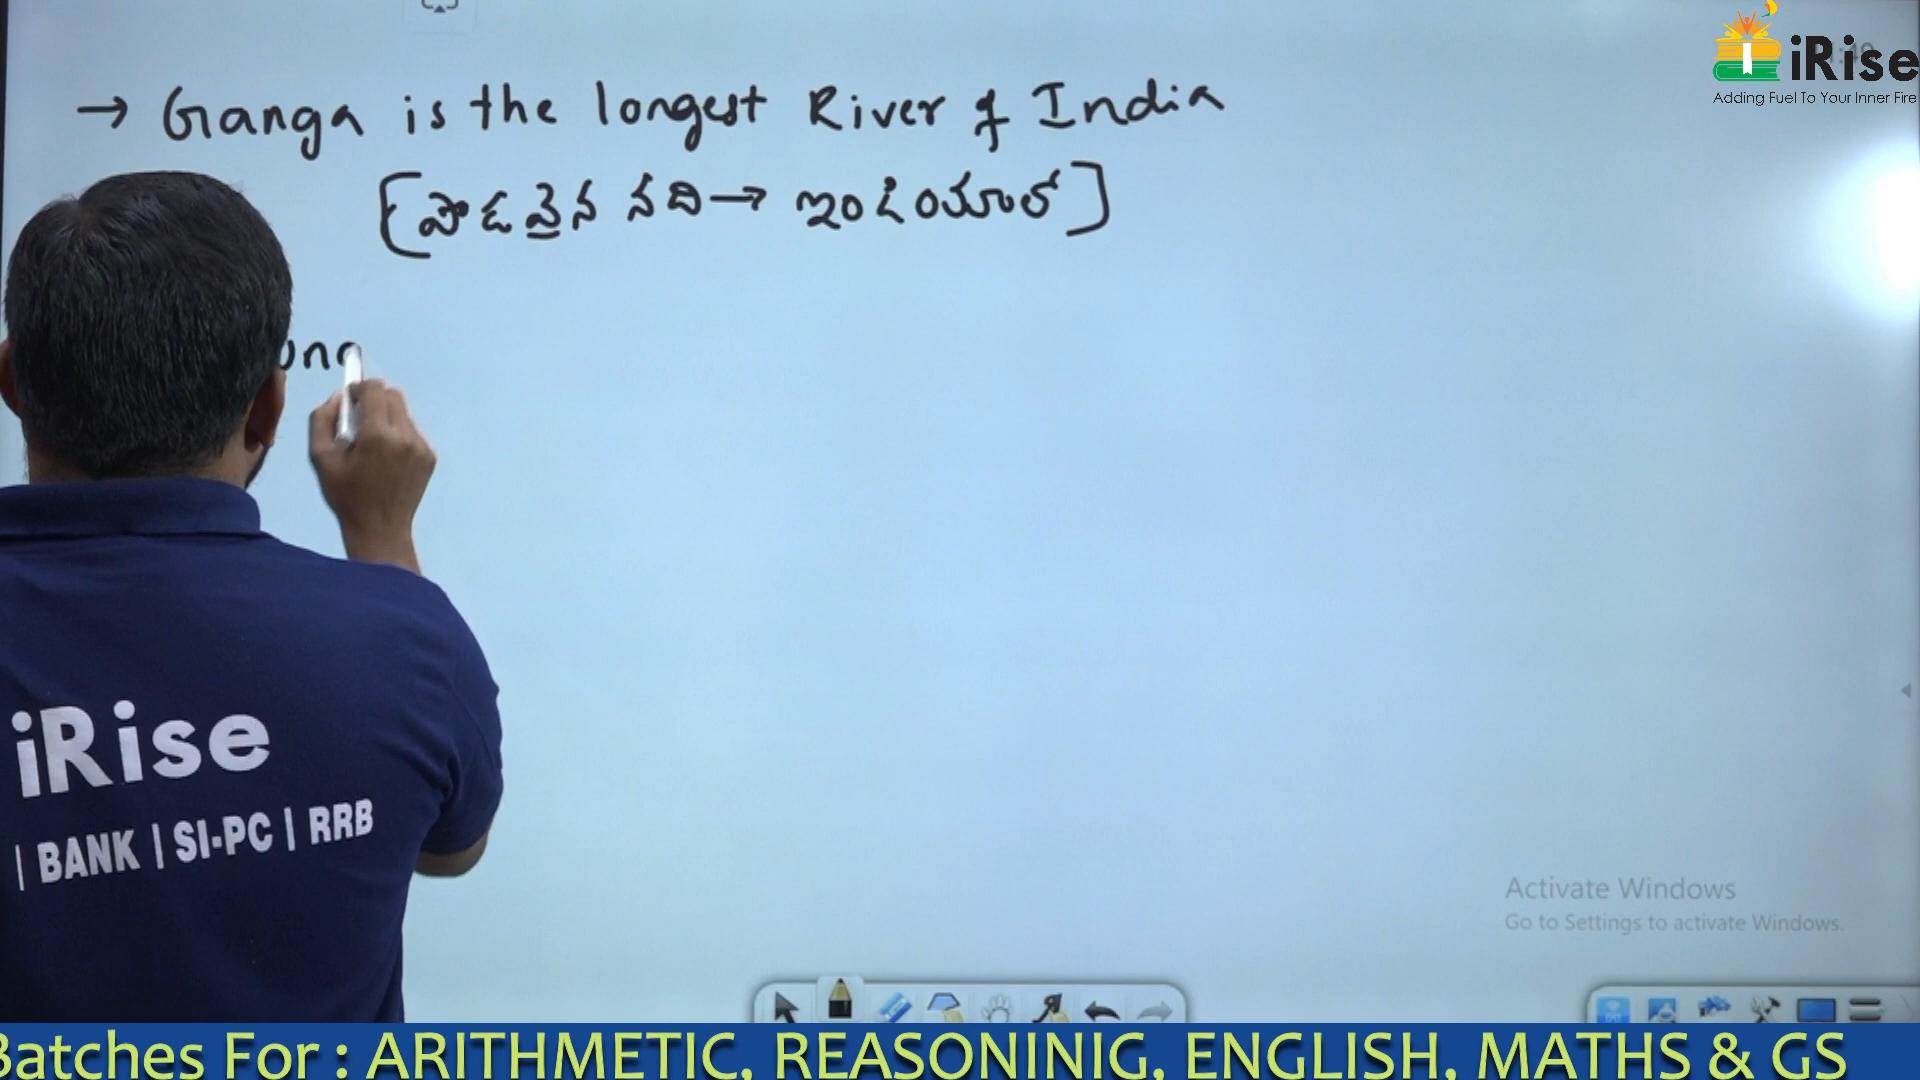 iRise
Adding Fuel To Your Inner Fire
→ Ganga is the longest River of India
[పొడవైన నది → ఇండియాలో]
iRise
| BANK | SI-PC | RRB
Activate Windows
Go to Settings to activate Windows.
Batches For : ARITHMETIC, REASONINIG, ENGLISH, MATHS & GS